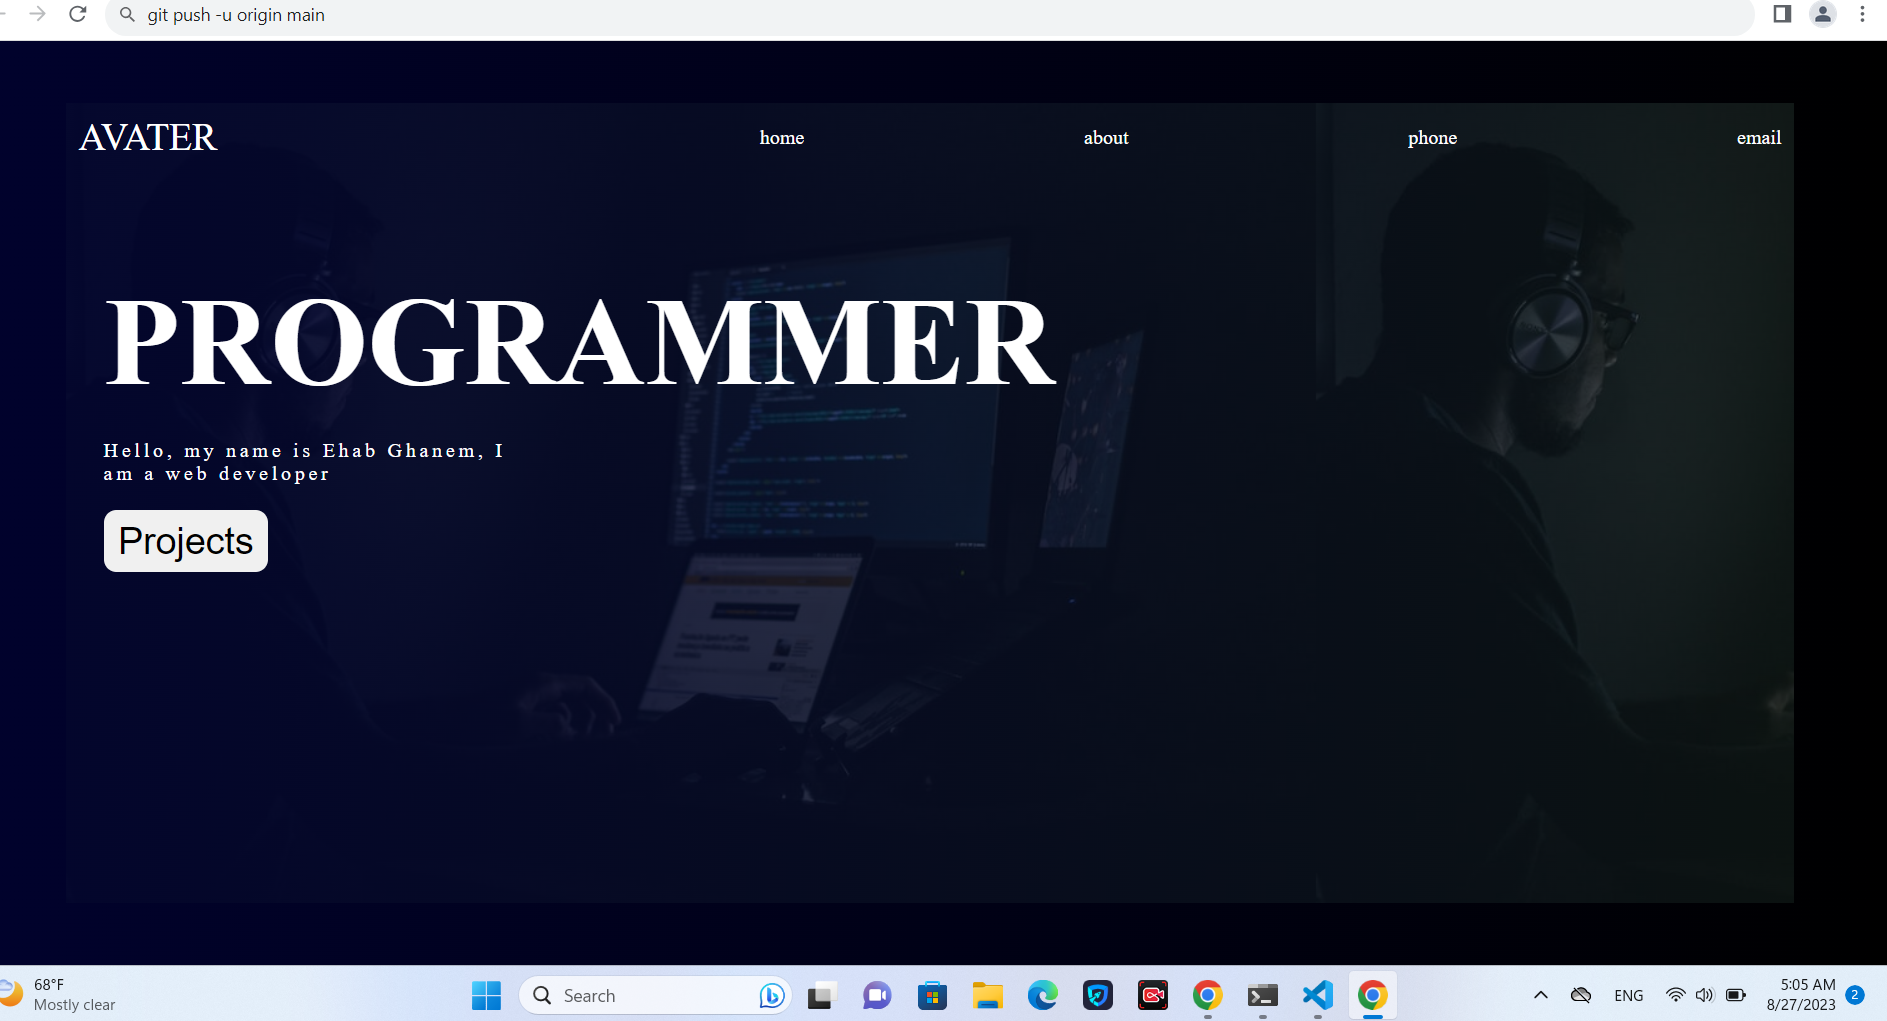 git push -u origin main
AVATER
home
about
phone
email
PROGRAMMER
Hello, my name is Ehab Ghanem, I
am a web developer
Projects
68°F
Mostly clear
Search
ENG
5:05 AM
8/27/2023
2